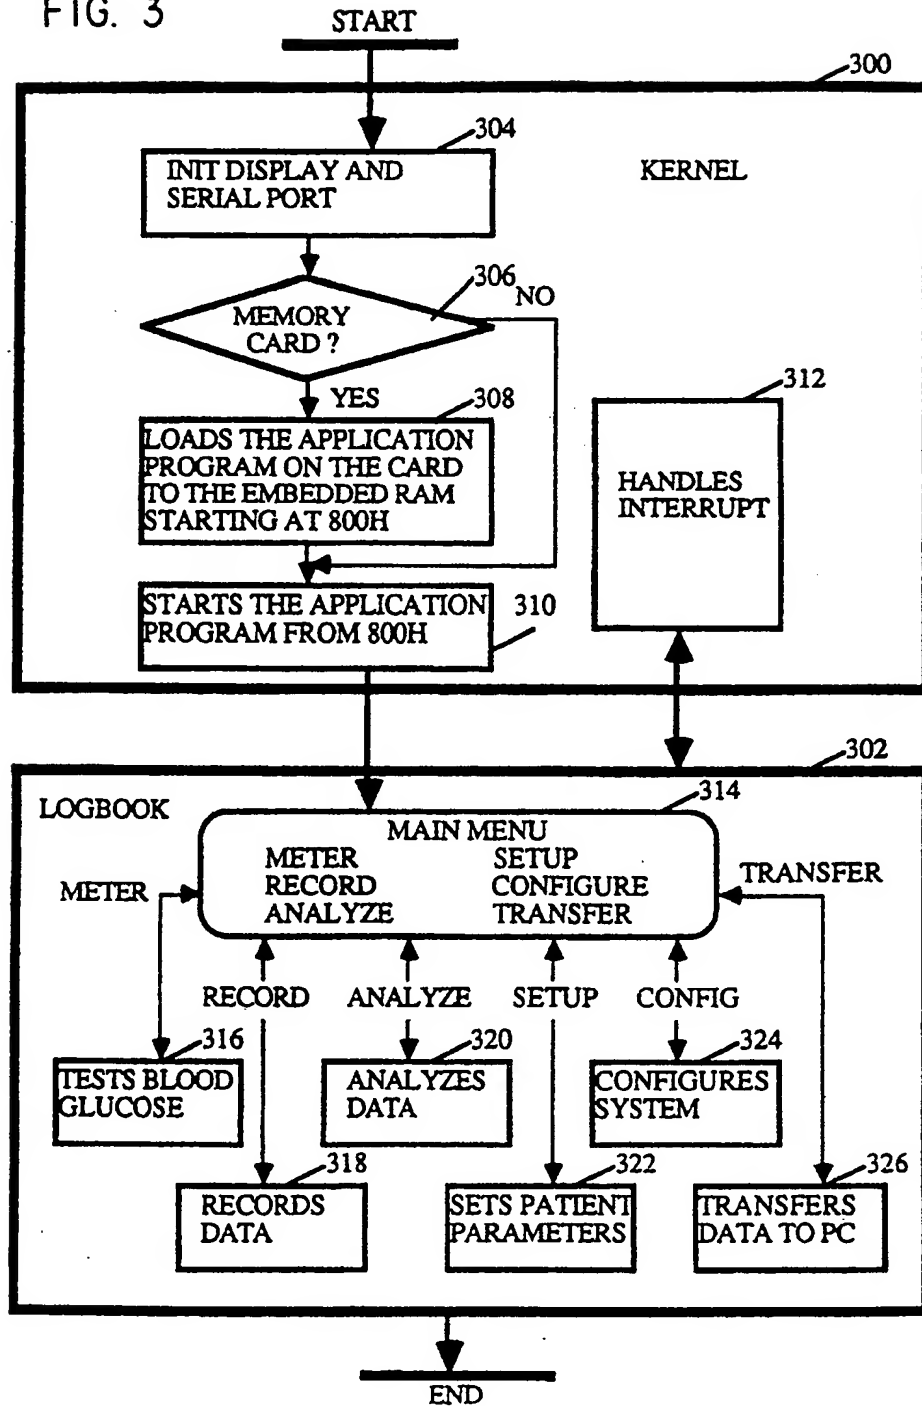 FIG. 3
START
300
304
INIT DISPLAY AND
SERIAL PORT
KERNEL
306
NO
MEMORY
CARD ?
YES
308
LOADS THE APPLICATION
PROGRAM ON THE CARD
TO THE EMBEDDED RAM
STARTING AT 800H
312
HANDLES
INTERRUPT
STARTS THE APPLICATION
PROGRAM FROM 800H
310
302
LOGBOOK
314
MAIN MENU
METER SETUP
RECORD CONFIGURE
ANALYZE TRANSFER
METER
TRANSFER
RECORD
ANALYZE
SETUP
CONFIG
316
TESTS BLOOD
GLUCOSE
320
ANALYZES
DATA
324
CONFIGURES
SYSTEM
318
RECORDS
DATA
322
SETS PATIENT
PARAMETERS
326
TRANSFERS
DATA TO PC
END